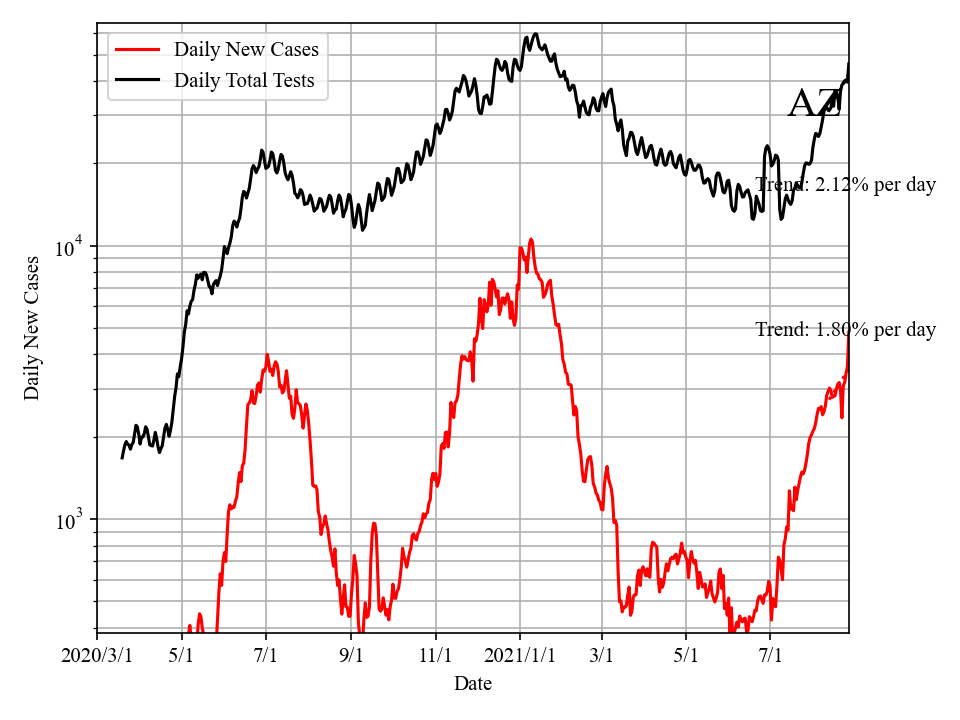 Daily New Cases
Daily Total Tests
AZ
Trend: 2.12% per day
Trend: 1.80% per day
10^4
10^3
Daily New Cases
2020/3/1 5/1 7/1 9/1 11/1 2021/1/1 3/1 5/1 7/1
Date